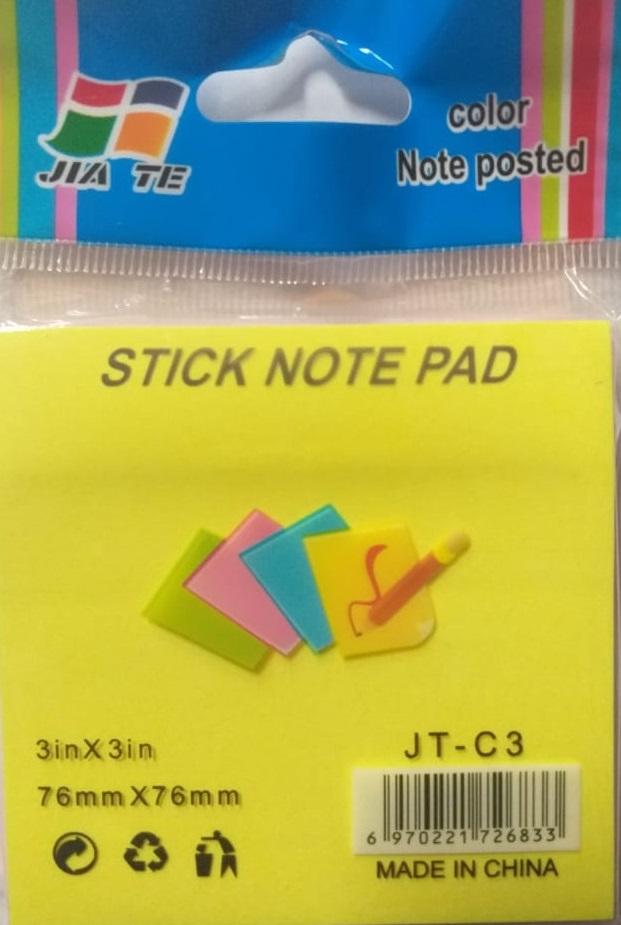 JIA TE
color
Note posted
STICK NOTE PAD
3inX3in
76mmX76mm
JT-C3
6 970221 726833
MADE IN CHINA